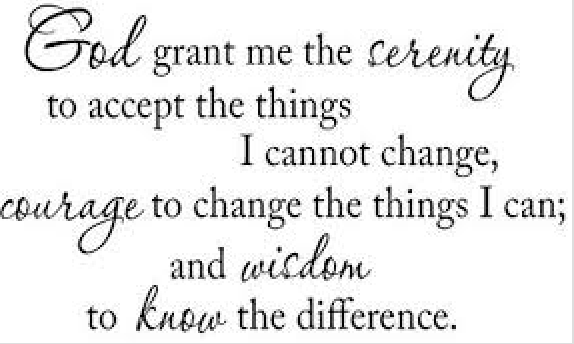 God grant me the serenity
to accept the things
I cannot change,
courage to change the things I can;
and wisdom
to know the difference.